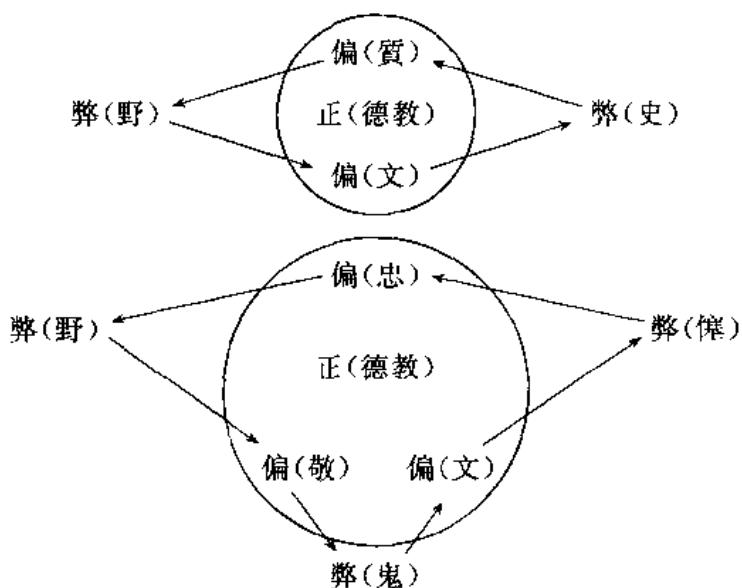 偏(質)
弊(野) 正(德教) 弊(史)
偏(文)
偏(忠)
弊(野) 弊(僿)
正(德教)
偏(敬) 偏(文)
弊(鬼)